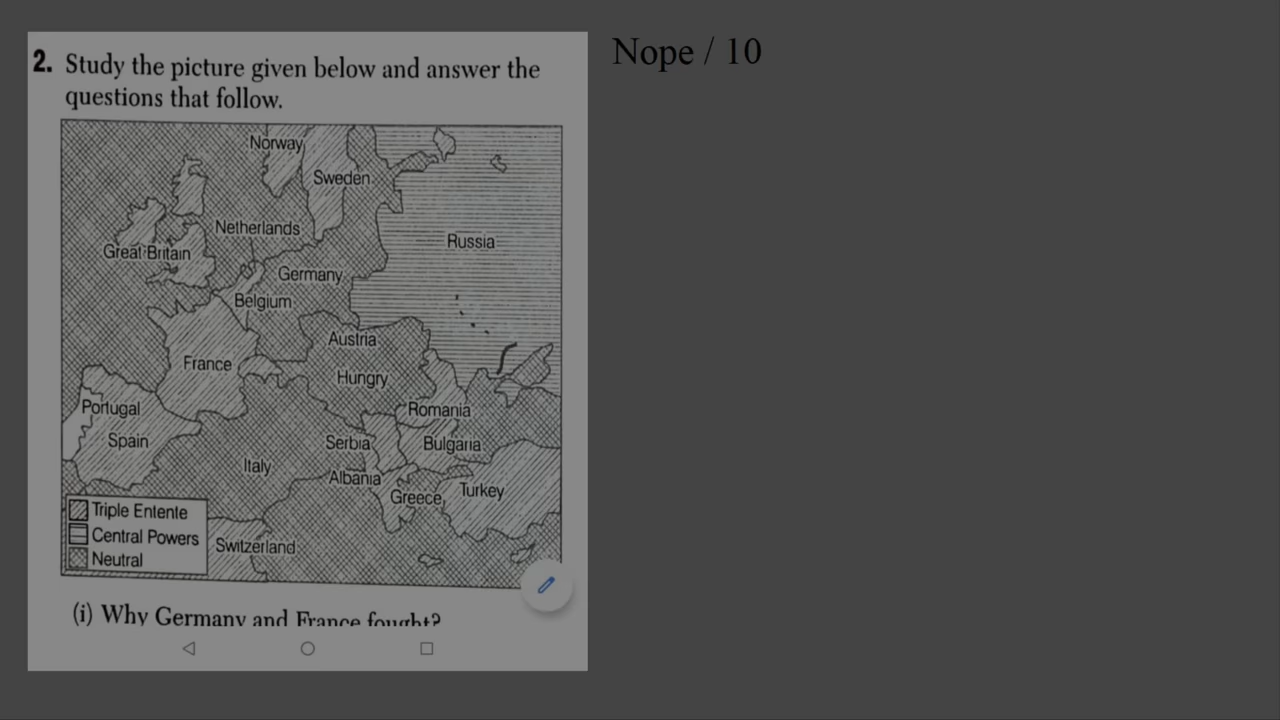 2. Study the picture given below and answer the
questions that follow.
Norway
Sweden
Netherlands
Great Britain
Russia
Germany
Belgium
Austria
France
Hungry
Portugal
Romania
Spain
Serbia
Bulgaria
Italy
Albania
Greece
Turkey
Triple Entente
Central Powers
Switzerland
Neutral
(i) Why Germany and France fought?
Nope / 10